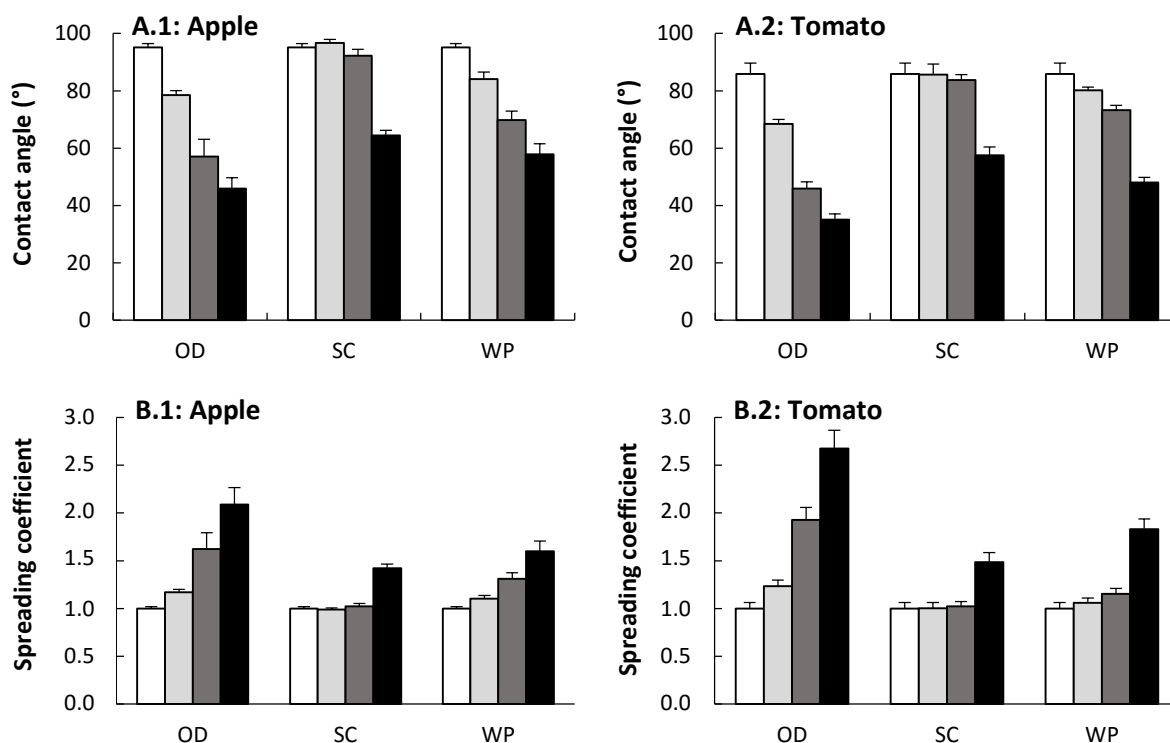 A.1: Apple
Contact angle (°)
100
80
60
40
20
0
OD SC WP
A.2: Tomato
Contact angle (°)
100
80
60
40
20
0
OD SC WP
B.1: Apple
Spreading coefficient
3.0
2.5
2.0
1.5
1.0
0.5
0.0
OD SC WP
B.2: Tomato
Spreading coefficient
3.0
2.5
2.0
1.5
1.0
0.5
0.0
OD SC WP